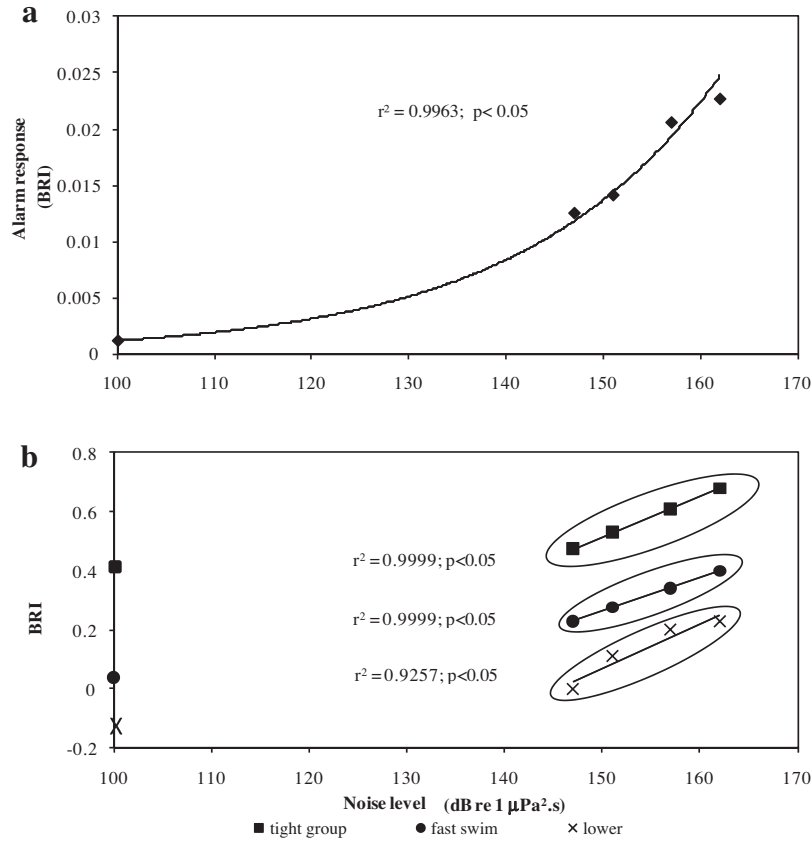 a
0.03
0.025
0.02
0.015
0.01
0.005
0
Alarm response
(BRI)
r² = 0.9963; p< 0.05
100 110 120 130 140 150 160 170
b
0.8
0.6
0.4
0.2
0
-0.2
BRI
r² = 0.9999; p<0.05
r² = 0.9999; p<0.05
r² = 0.9257; p<0.05
100 110 120 130 140 150 160 170
Noise level (dB re 1 µPa².s)
tight group fast swim lower